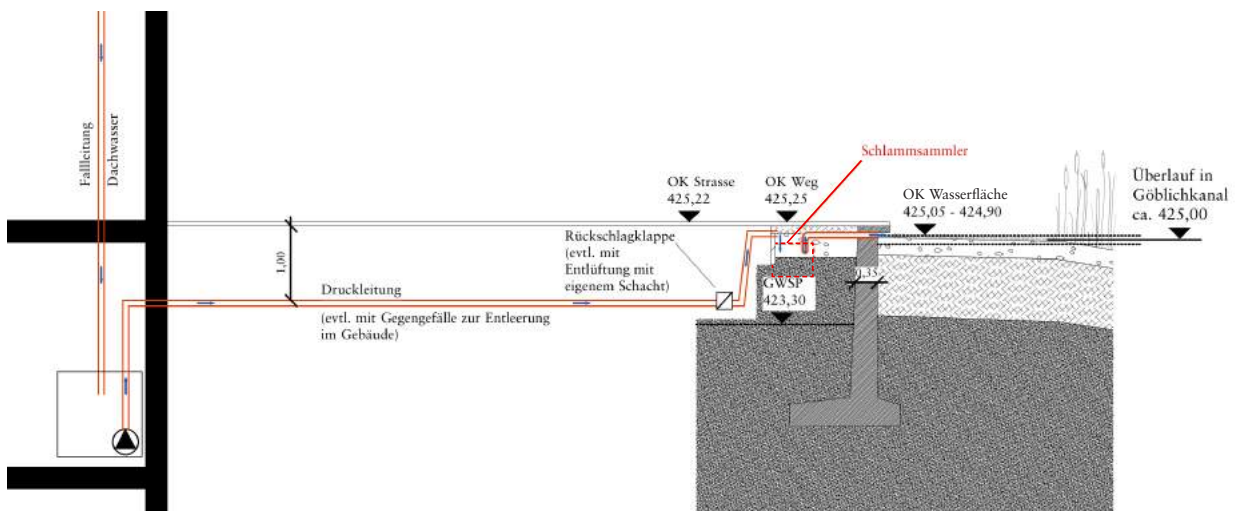 Fallleitung
Dachwasser
1,00
Druckleitung
(evtl. mit Gegengefälle zur Entleerung
im Gebäude)
Rückschlagklappe
(evtl. mit
Entlüftung mit
eigenem Schacht)
OK Strasse
425,22
OK Weg
425,25
Schlammsammler
GWSP
423,30
OK Wasserfläche
425,05 - 424,90
Überlauf in
Göblichkanal
ca. 425,00